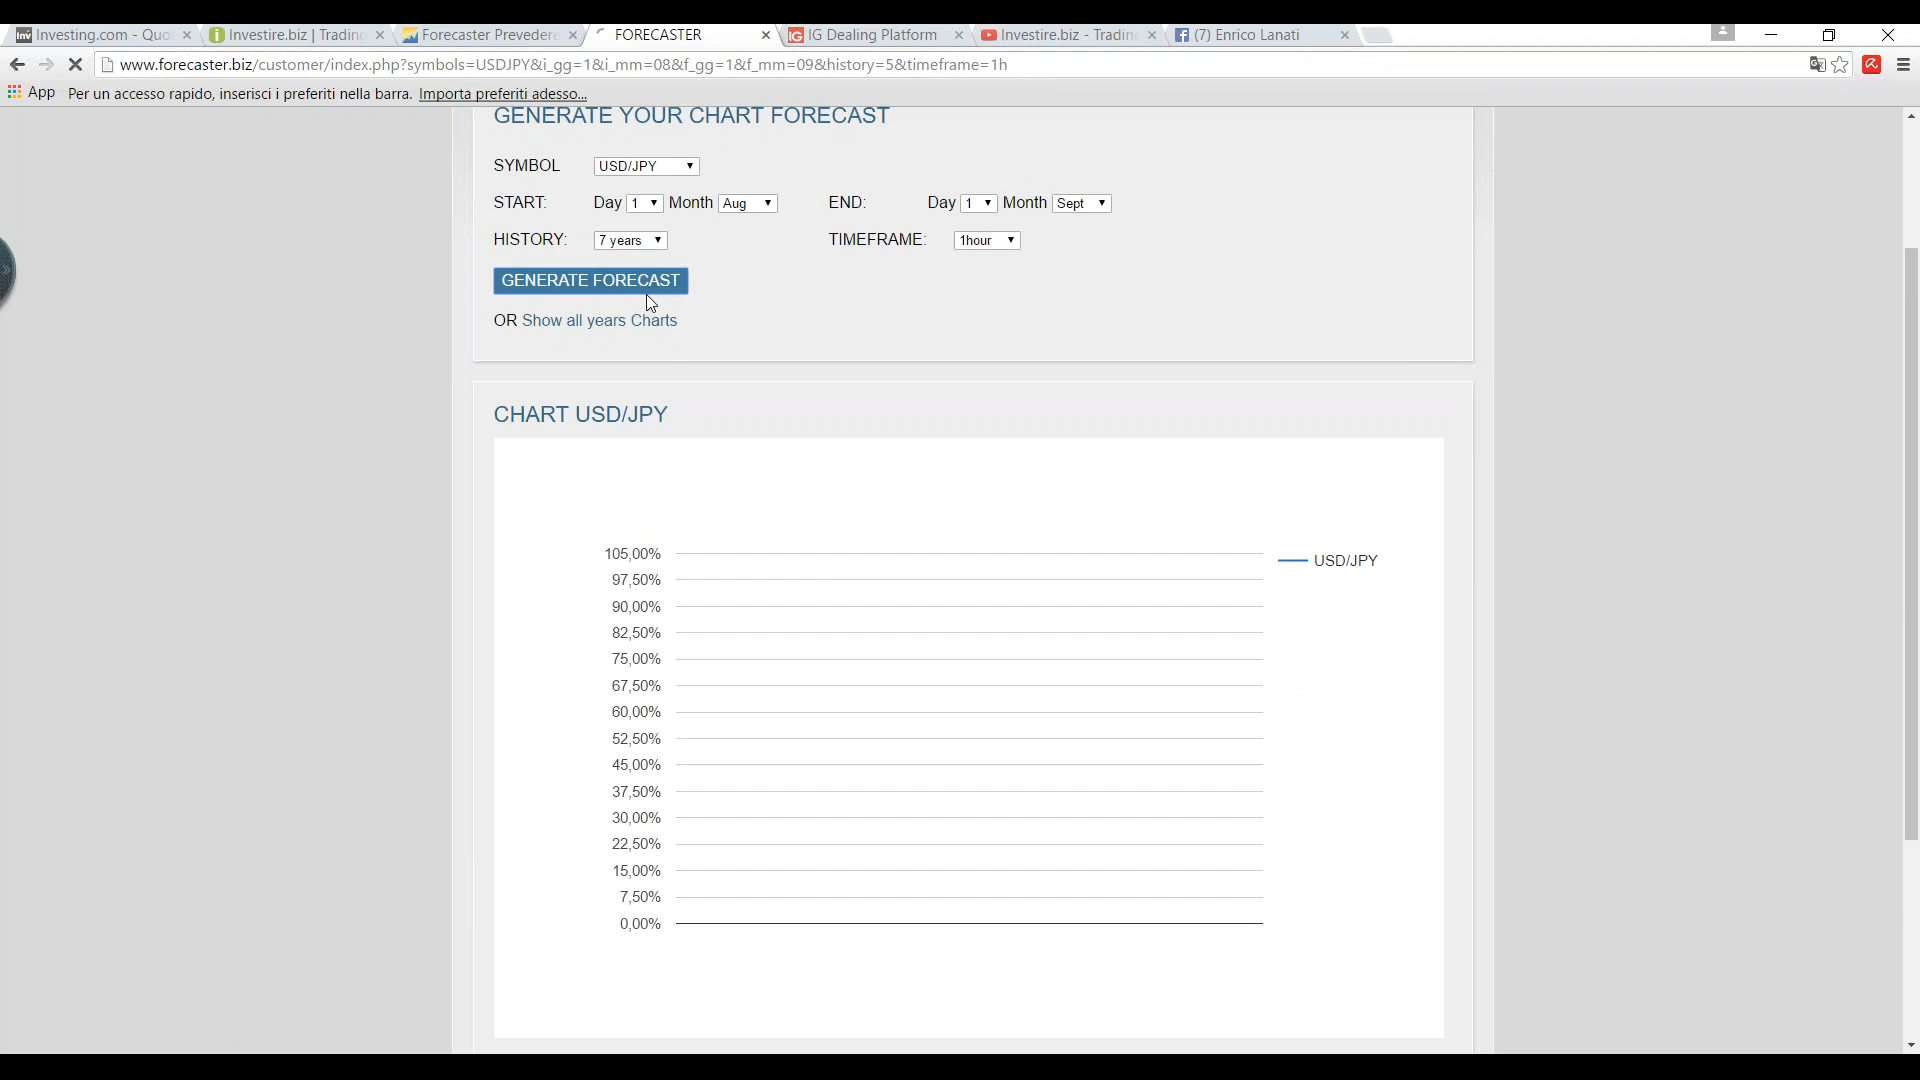 Investing.com - Quo
Investire.biz | Trading
Forecaster Prevedere
FORECASTER
IG Dealing Platform
Investire.biz - Tradin
(7) Enrico Lanati
www.forecaster.biz/customer/index.php?symbols=USDJPY&i_gg=1&i_mm=08&f_gg=1&f_mm=09&history=5&timeframe=1h
App Per un accesso rapido, inserisci i preferiti nella barra. Importa preferiti adesso...
GENERATE YOUR CHART FORECAST
SYMBOL USD/JPY
START: Day 1 Month Aug END: Day 1 Month Sept
HISTORY: 7 years TIMEFRAME: 1hour
GENERATE FORECAST
OR Show all years Charts
CHART USD/JPY
105,00%
USD/JPY
97,50%
90,00%
82,50%
75,00%
67,50%
60,00%
52,50%
45,00%
37,50%
30,00%
22,50%
15,00%
7,50%
0,00%